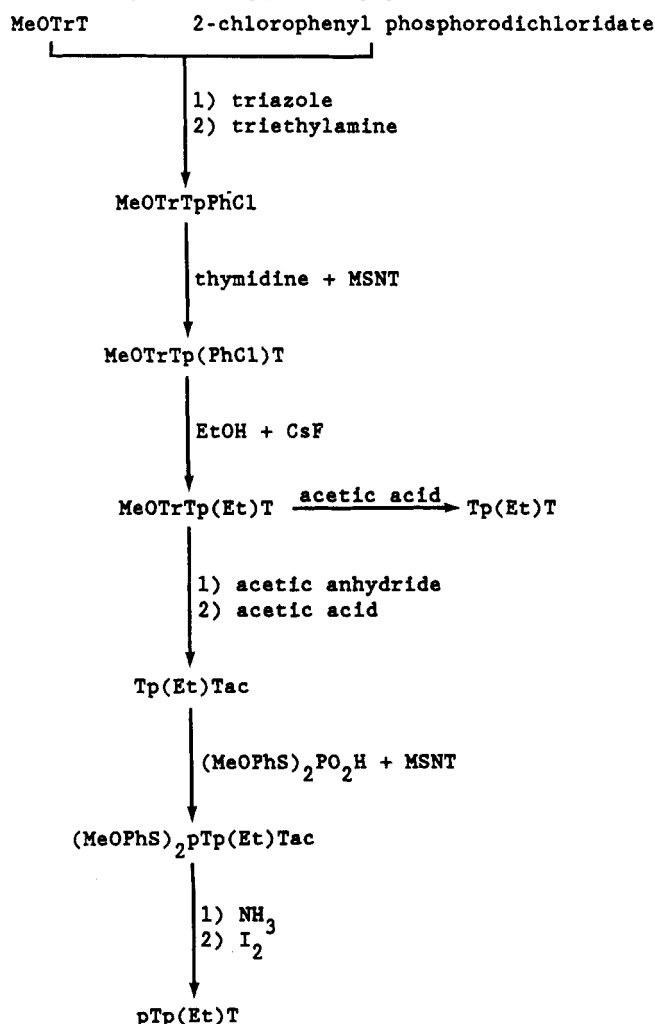 MeOTrT 2-chlorophenyl phosphorodichloridate
1) triazole
2) triethylamine
MeOTrTpPhCl
thymidine + MSNT
MeOTrTp(PhCl)T
EtOH + CsF
MeOTrTp(Et)T acetic acid Tp(Et)T
1) acetic anhydride
2) acetic acid
Tp(Et)Tac
(MeOPhS)2PO2H + MSNT
(MeOPhS)2pTp(Et)Tac
1) NH3
2) I2
pTp(Et)T